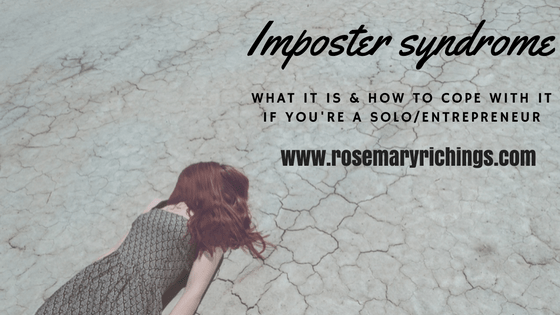 Imposter syndrome
WHAT IT IS & HOW TO COPE WITH IT
IF YOU'RE A SOLO/ENTREPRENEUR
www.rosemaryrichings.com